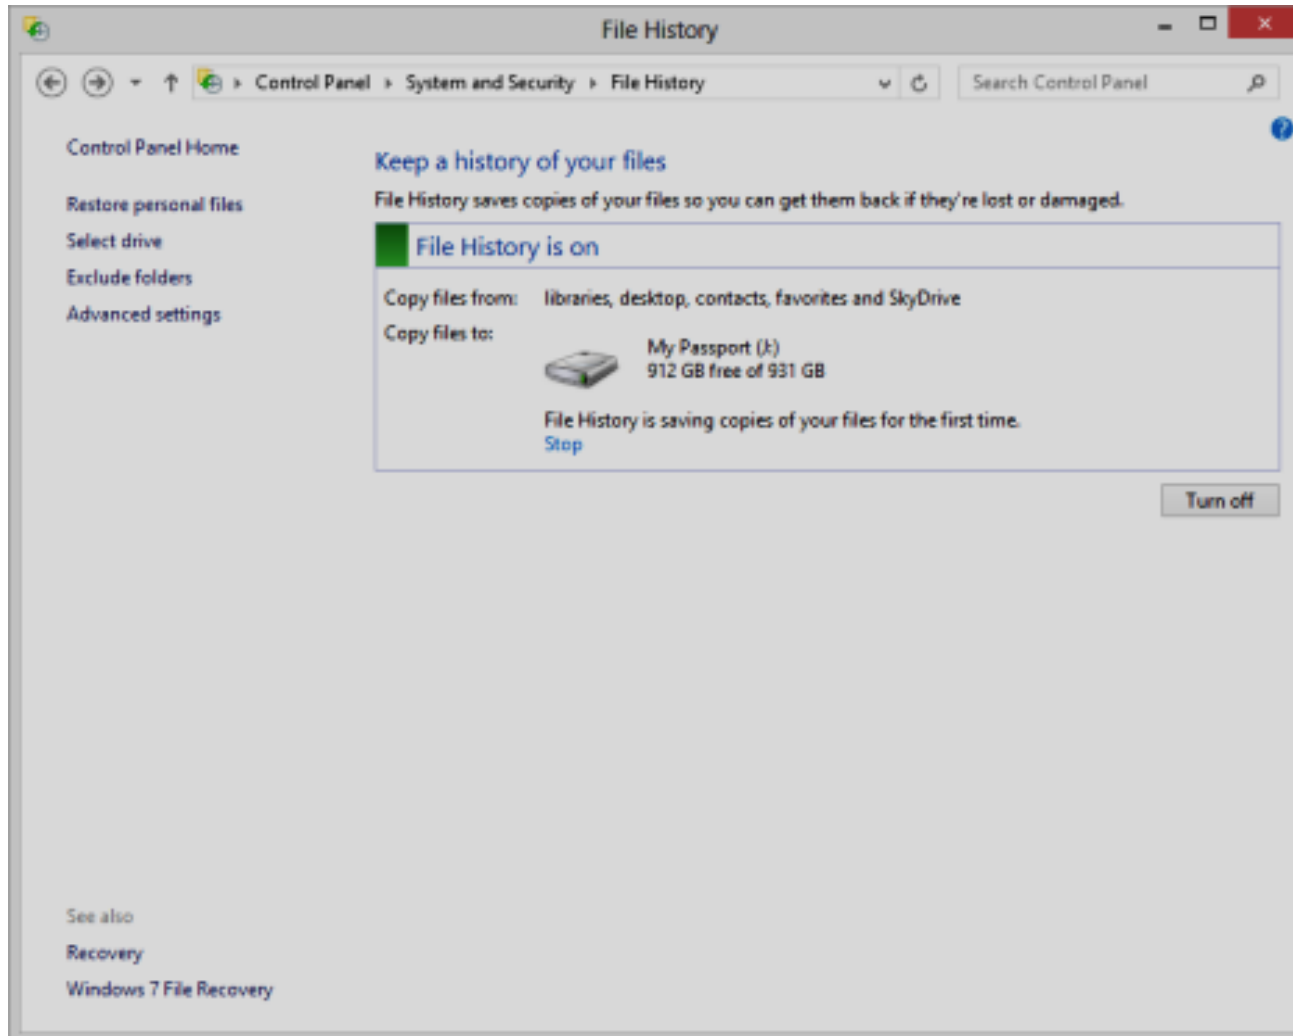 File History
Control Panel › System and Security › File History
Search Control Panel
Control Panel Home
Restore personal files
Select drive
Exclude folders
Advanced settings
Keep a history of your files
File History saves copies of your files so you can get them back if they're lost or damaged.
File History is on
Copy files from: libraries, desktop, contacts, favorites and SkyDrive
Copy files to:
My Passport (J:)
912 GB free of 931 GB
File History is saving copies of your files for the first time.
Stop
Turn off
See also
Recovery
Windows 7 File Recovery